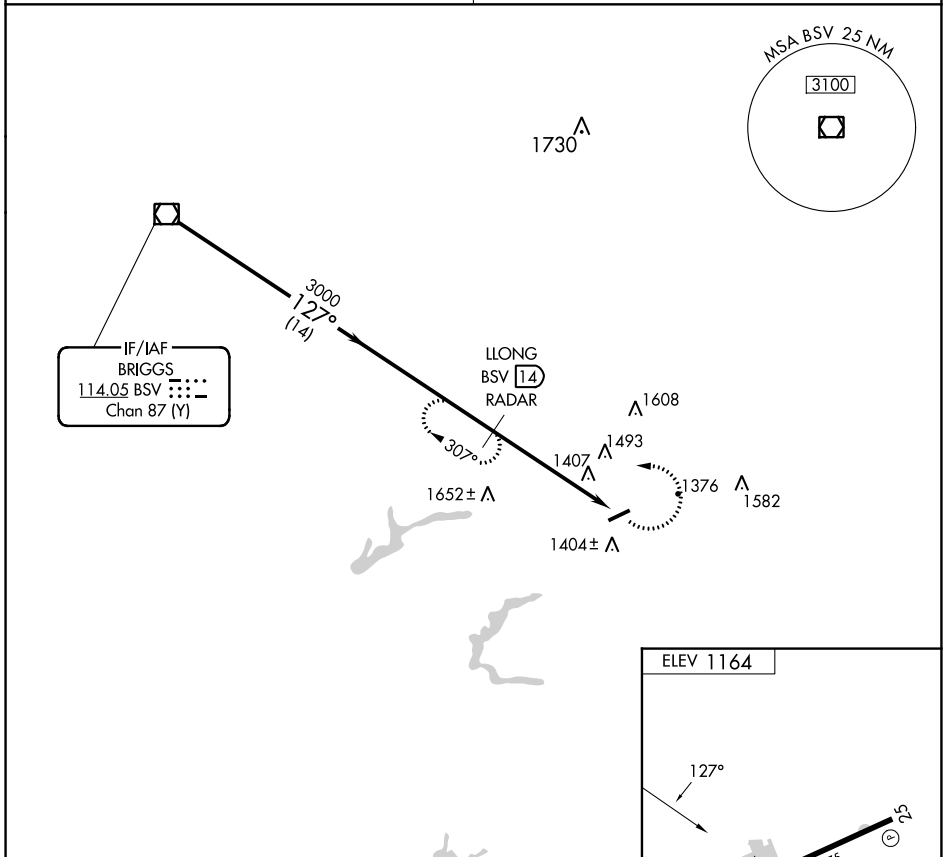 MSA BSV 25 NM
3100
1730
3000
127°
(14)
IF/IAF
BRIGGS
114.05 BSV
Chan 87 (Y)
LLONG
BSV 14
RADAR
307°
1608
1493
1407
1376
1582
1652±
1404±
ELEV 1164
127°
25
P